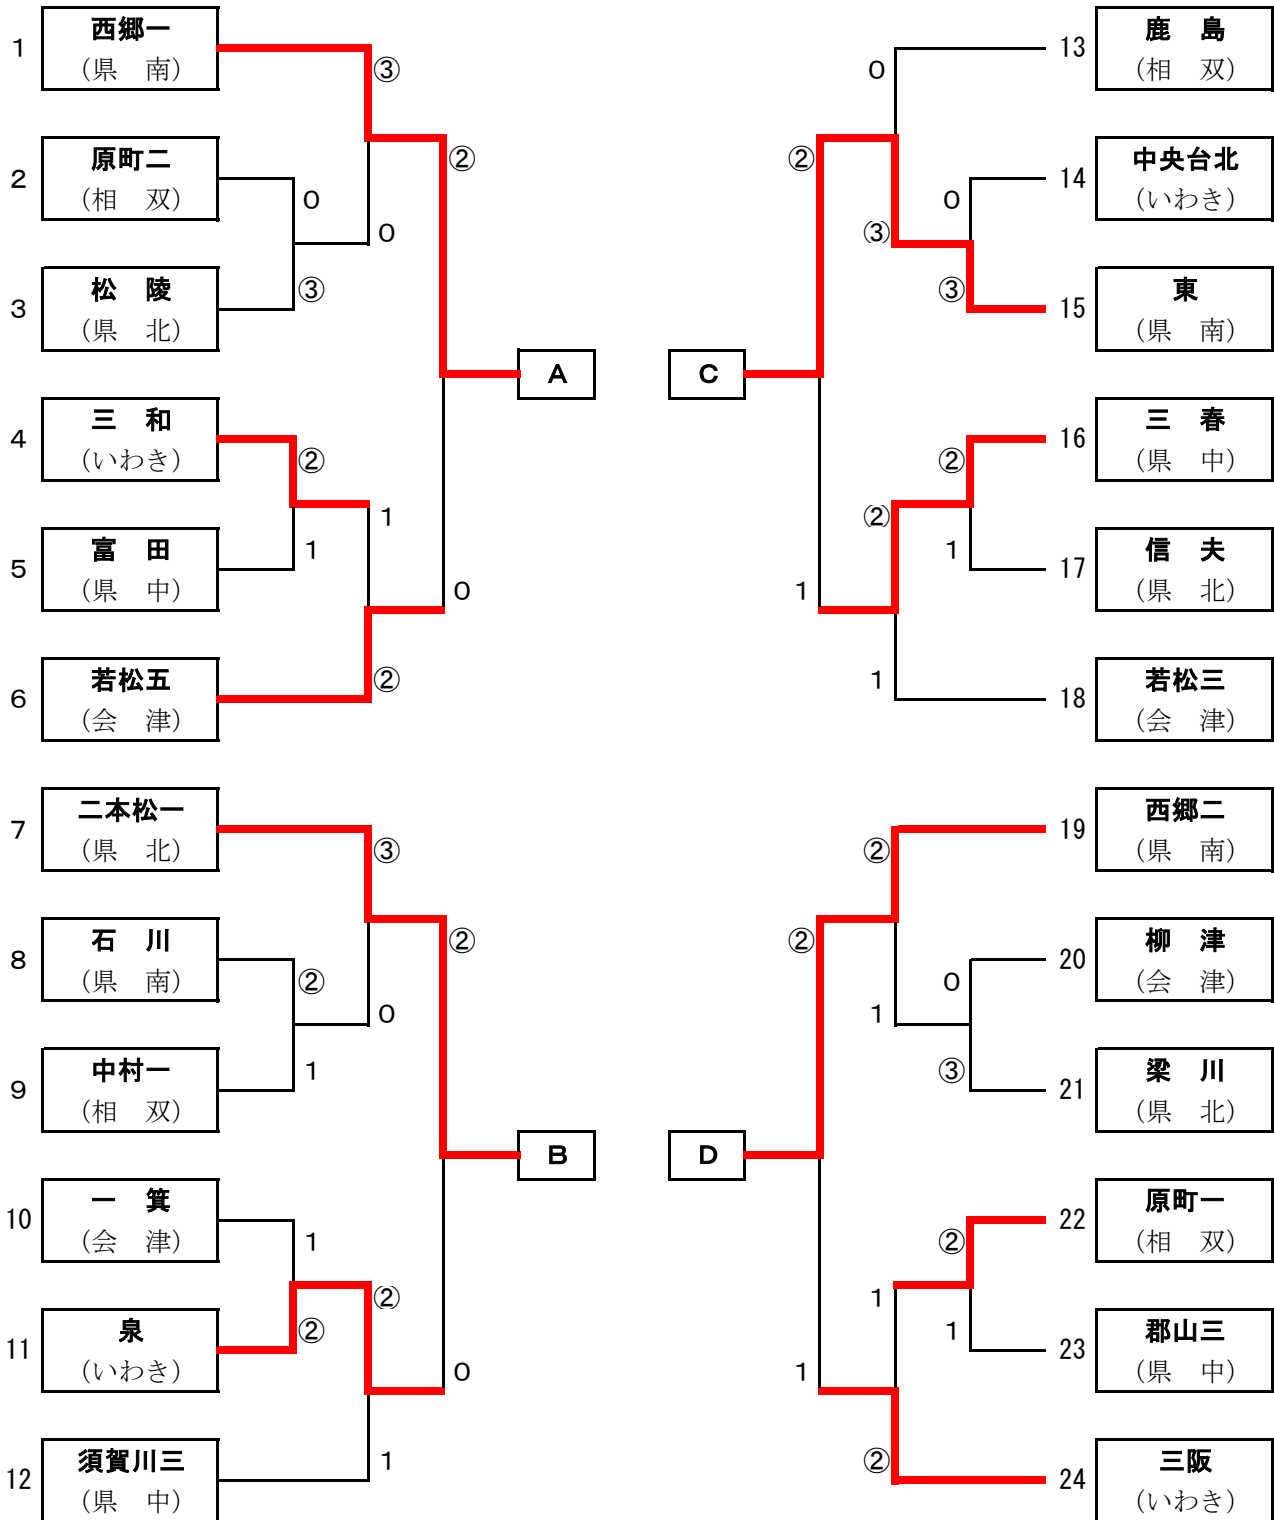 1
西郷一
(県　南)
③
2
原町二
(相　双)
0
②
0
3
松　陵
(県　北)
③
A
4
三　和
(いわき)
②
1
5
富　田
(県　中)
1
0
6
若松五
(会　津)
②
7
二本松一
(県　北)
③
8
石　川
(県　南)
②
②
0
9
中村一
(相　双)
1
B
10
一　箕
(会　津)
1
②
11
泉
(いわき)
②
0
12
須賀川三
(県　中)
1
13
鹿　島
(相　双)
0
14
中央台北
(いわき)
②
0
③
15
東
(県　南)
③
C
16
三　春
(県　中)
②
②
17
信　夫
(県　北)
1
1
18
若松三
(会　津)
1
19
西郷二
(県　南)
②
20
柳　津
(会　津)
②
0
1
21
梁　川
(県　北)
③
D
22
原町一
(相　双)
②
1
23
郡山三
(県　中)
1
1
24
三阪
(いわき)
②